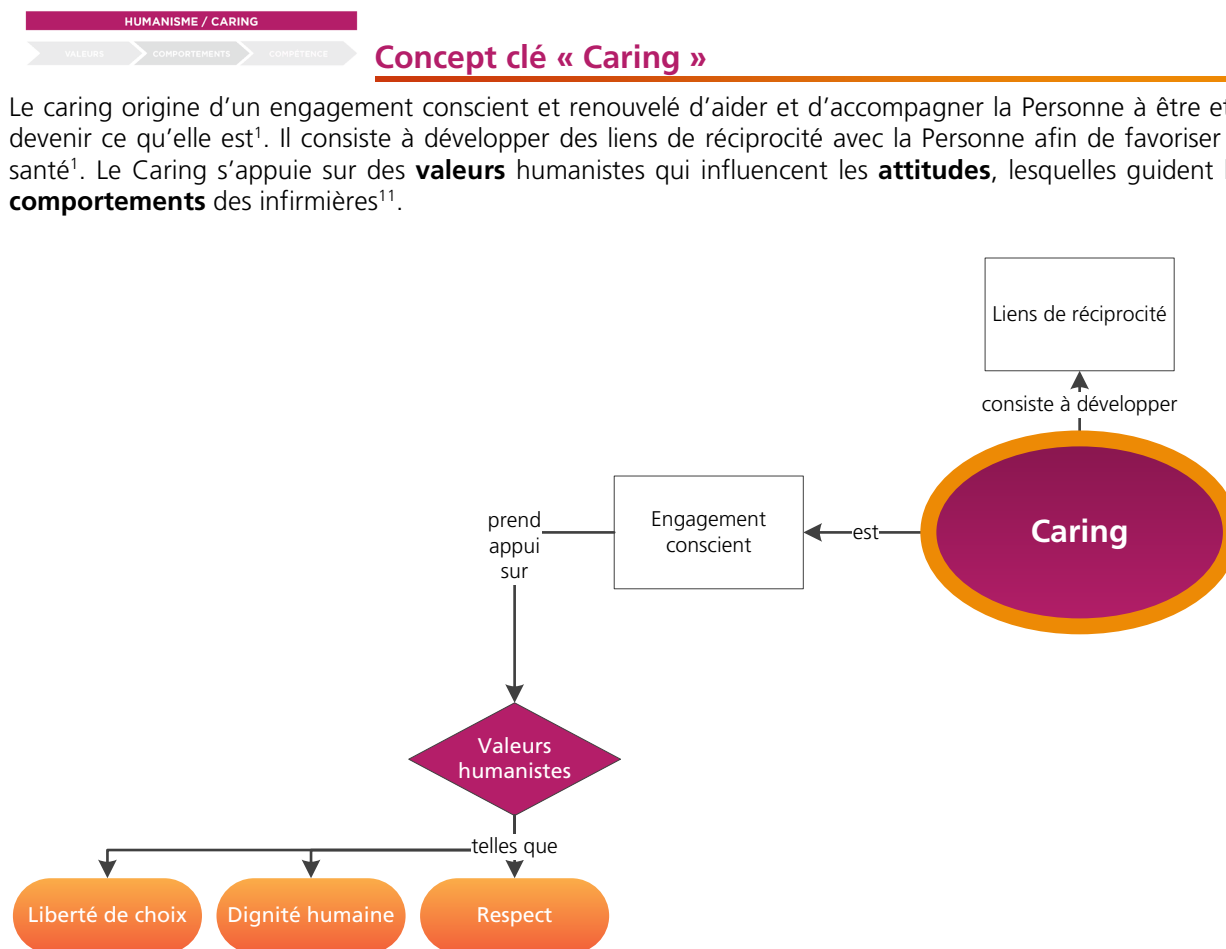 HUMANISME / CARING
VALEURS COMPORTEMENTS COMPÉTENCE
Concept clé « Caring »
Le caring origine d’un engagement conscient et renouvelé d’aider et d’accompagner la Personne à être et
devenir ce qu’elle est¹. Il consiste à développer des liens de réciprocité avec la Personne afin de favoriser
santé¹. Le Caring s’appuie sur des valeurs humanistes qui influencent les attitudes, lesquelles guident
comportements des infirmières¹¹.
Liens de réciprocité
consiste à développer
Caring
est
Engagement
conscient
prend
appui
sur
Valeurs
humanistes
telles que
Liberté de choix
Dignité humaine
Respect